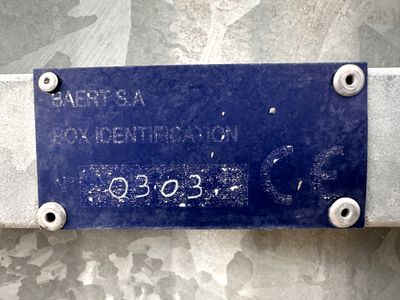 BAERT S.A
BOX IDENTIFICATION
0303
CE